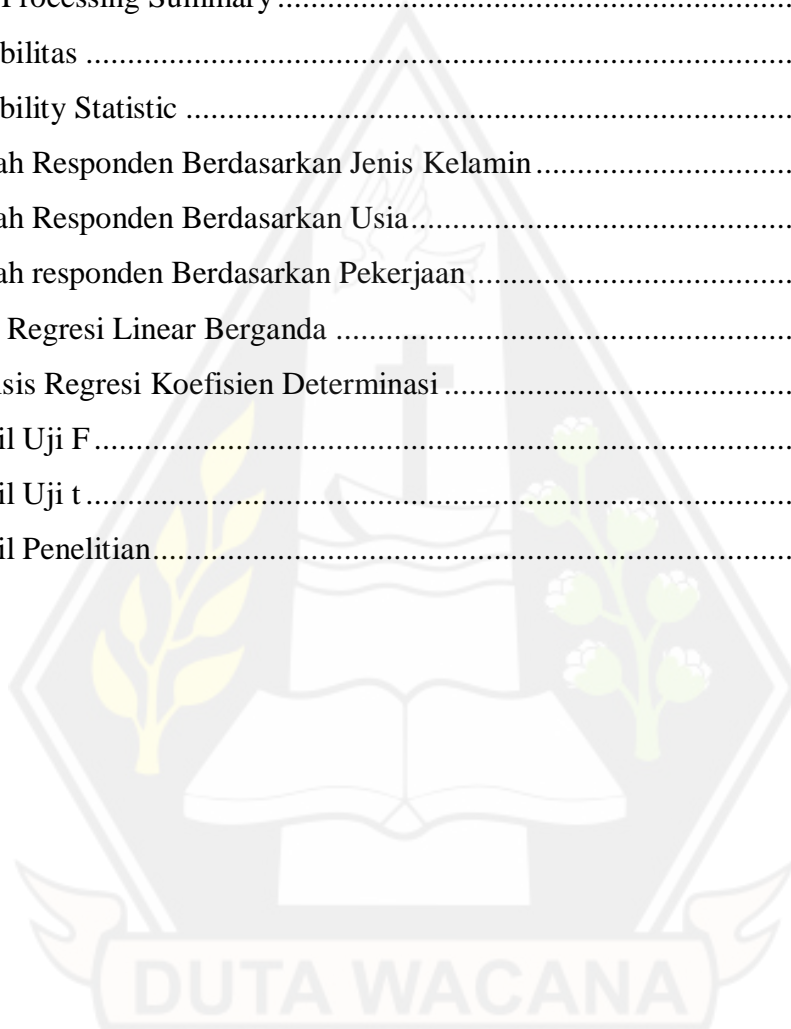 Processing Summary ........................................................................
bilitas ........................................................................................................
bility Statistic .........................................................................................
ah Responden Berdasarkan Jenis Kelamin ....................................
ah Responden Berdasarkan Usia .....................................................
ah responden Berdasarkan Pekerjaan .............................................
Regresi Linear Berganda ................................................................
sis Regresi Koefisien Determinasi .................................................
il Uji F .......................................................................................................
il Uji t ........................................................................................................
il Penelitian ..............................................................................................
DUTA WACANA